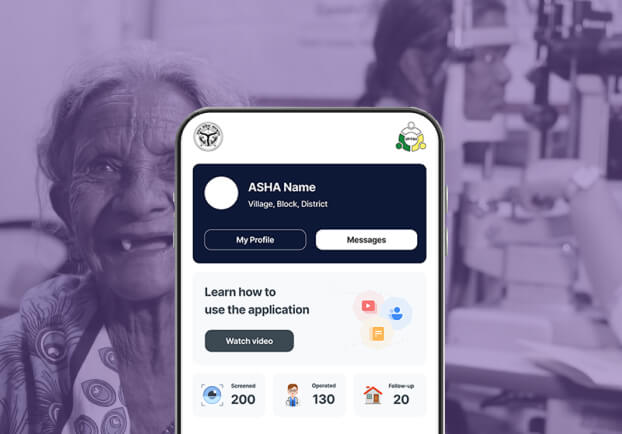 ASHA Name
Village, Block, District
My Profile
Messages
Learn how to
use the application
Watch video
Screened
200
Operated
130
Follow-up
20